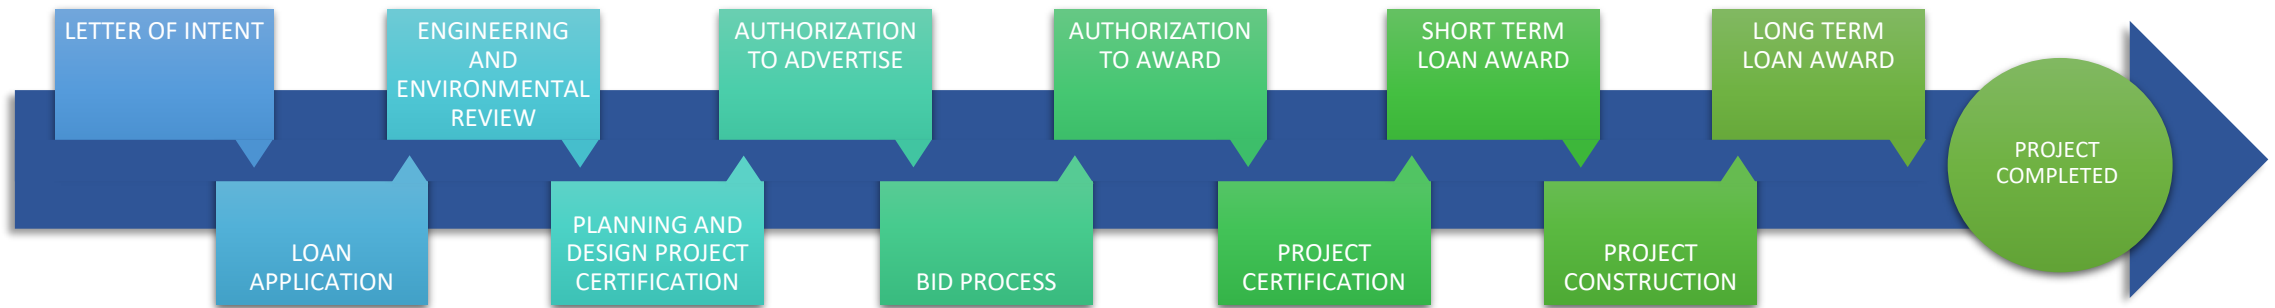 LETTER OF INTENT
LOAN
APPLICATION
ENGINEERING
AND
ENVIRONMENTAL
REVIEW
PLANNING AND
DESIGN PROJECT
CERTIFICATION
AUTHORIZATION
TO ADVERTISE
BID PROCESS
AUTHORIZATION
TO AWARD
PROJECT
CERTIFICATION
SHORT TERM
LOAN AWARD
PROJECT
CONSTRUCTION
LONG TERM
LOAN AWARD
PROJECT
COMPLETED